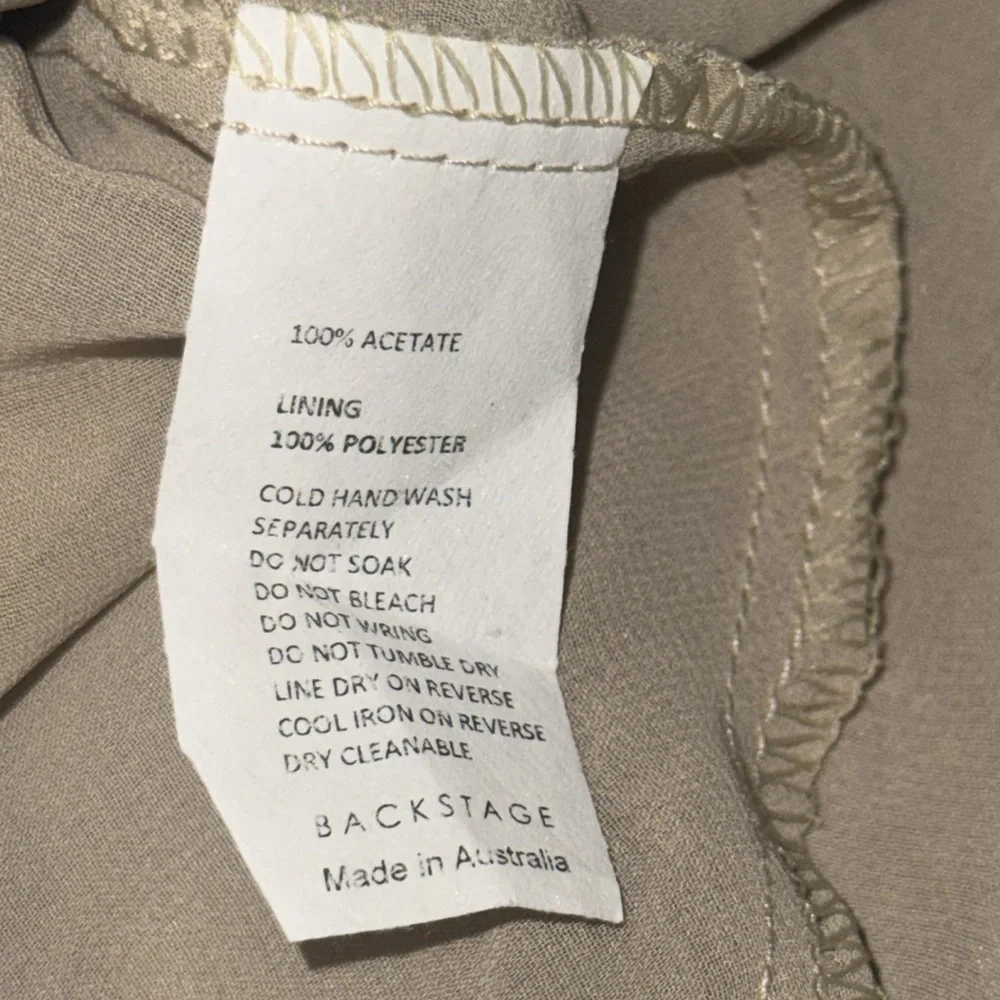 100% ACETATE
LINING
100% POLYESTER
COLD HAND WASH
SEPARATELY
DO NOT SOAK
DO NOT BLEACH
DO NOT WRING
DO NOT TUMBLE DRY
LINE DRY ON REVERSE
COOL IRON ON REVERSE
DRY CLEANABLE
BACKSTAGE
Made in Australia